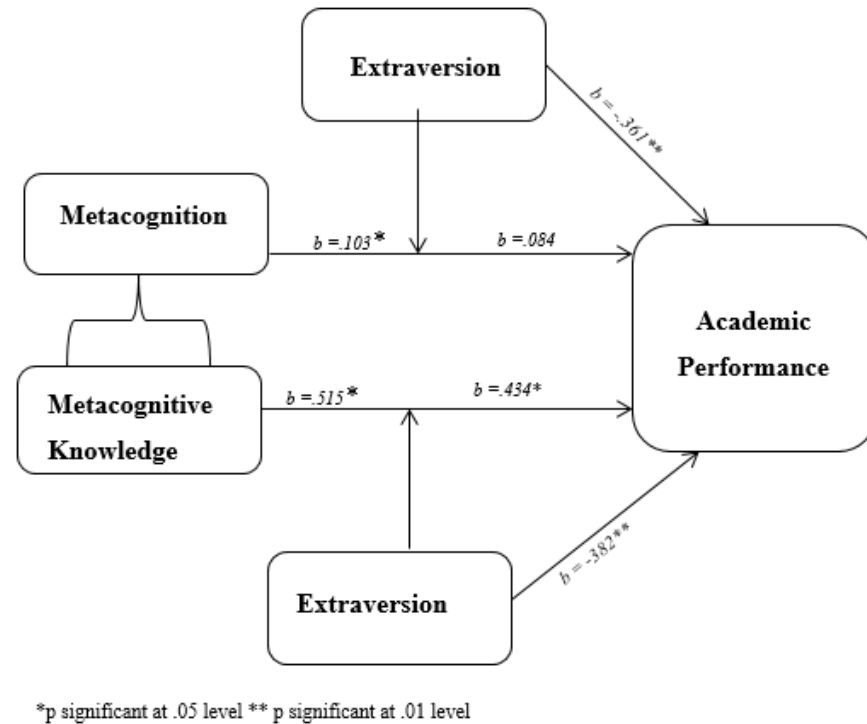 Extraversion
b = -.361**
Metacognition
b =.103*
b =.084
Academic
Performance
Metacognitive
Knowledge
b =.515*
b =.434*
Extraversion
b = -382**
*p significant at .05 level ** p significant at .01 level